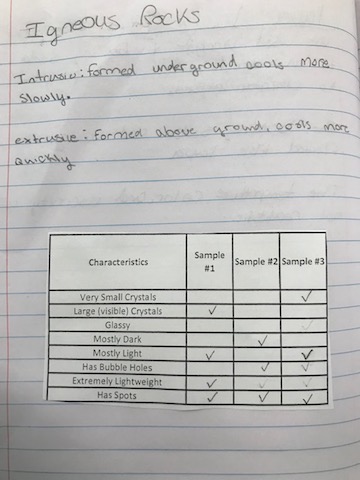 Igneous Rocks
Intrusiv: formed underground cools more
Slowly.
extrusive: Formed above ground, cools more
quickly
Characteristics Sample #1 Sample #2 Sample #3
Very Small Crystals ✓
Large (visible) Crystals ✓
Glassy ✓
Mostly Dark ✓
Mostly Light ✓ ✓
Has Bubble Holes ✓ ✓
Extremely Lightweight ✓ ✓ ✓
Has Spots ✓ ✓ ✓